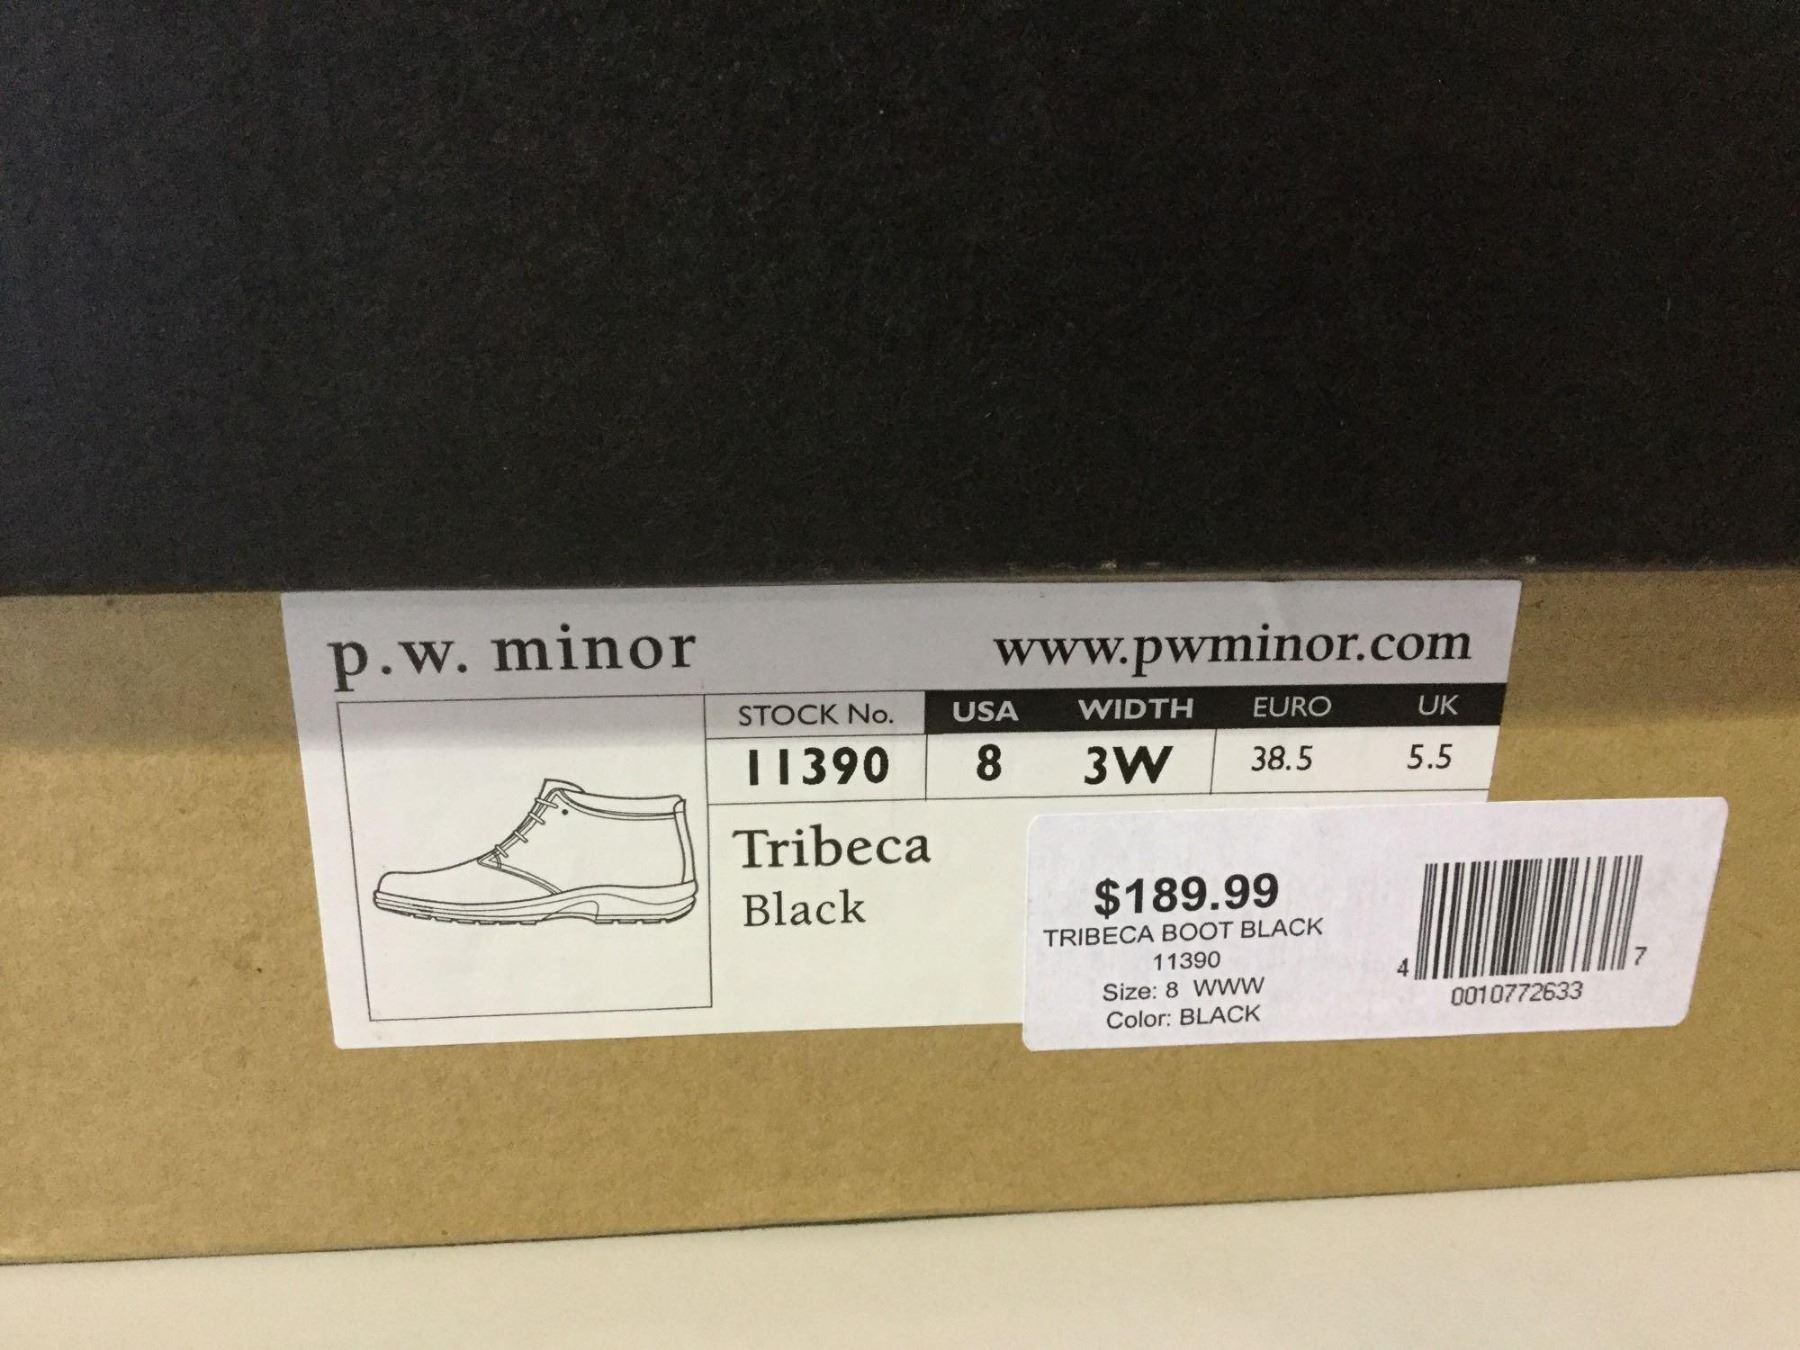 p.w. minor www.pwminor.com
STOCK No. USA WIDTH EURO UK
11390 8 3W 38.5 5.5
Tribeca
Black
$189.99
TRIBECA BOOT BLACK
11390
Size: 8 WWW
Color: BLACK
4 7
0010772633